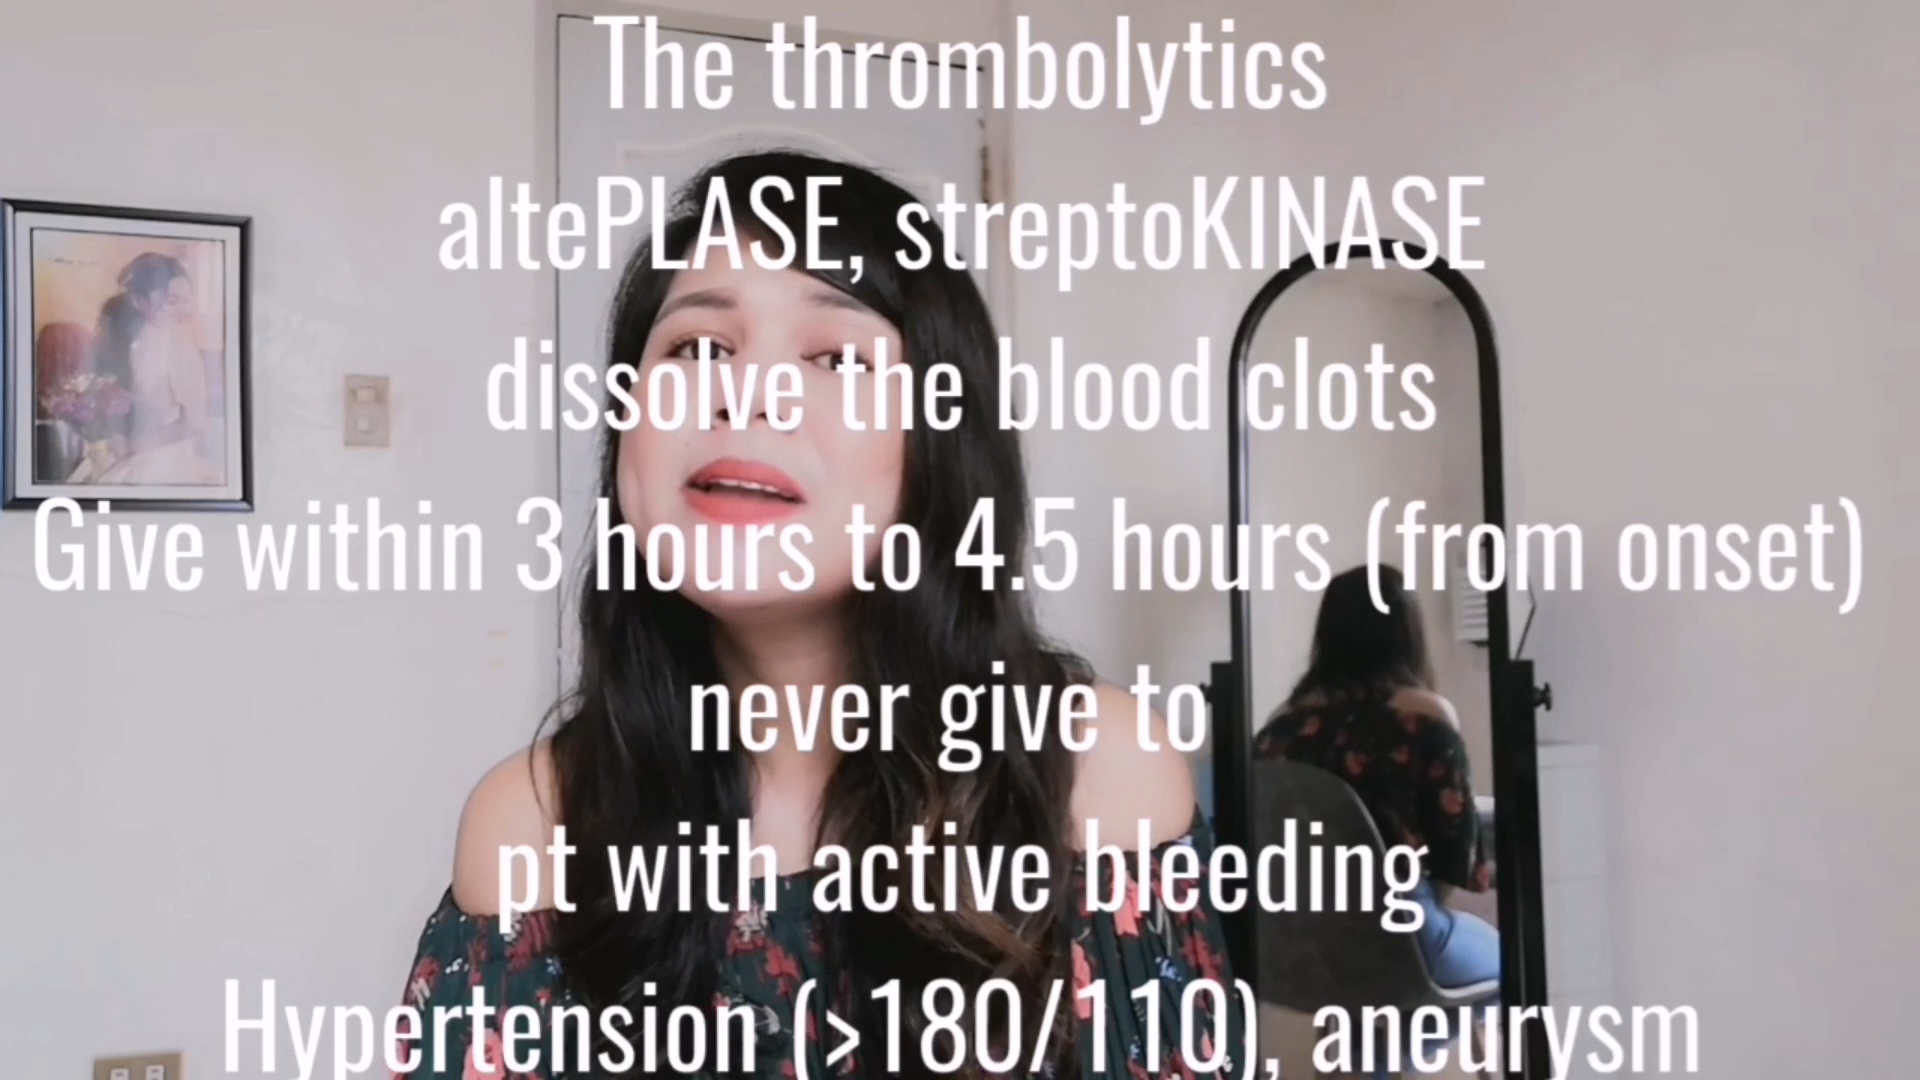 The thrombolytics
altePLASE, streptoKINASE
dissolve the blood clots
Give within 3 hours to 4.5 hours (from onset)
never give to
pt with active bleeding
Hypertension (>180/110), aneurysm